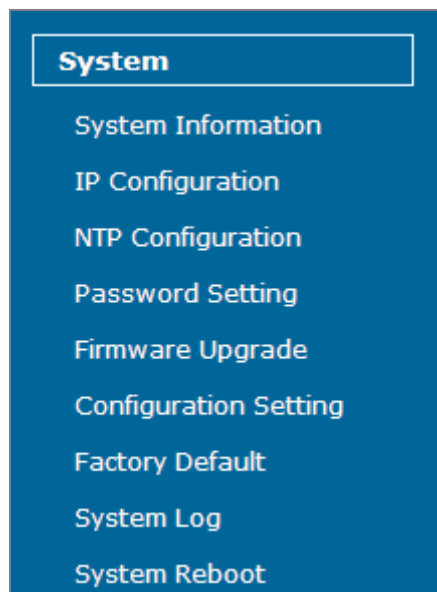 System
System Information
IP Configuration
NTP Configuration
Password Setting
Firmware Upgrade
Configuration Setting
Factory Default
System Log
System Reboot